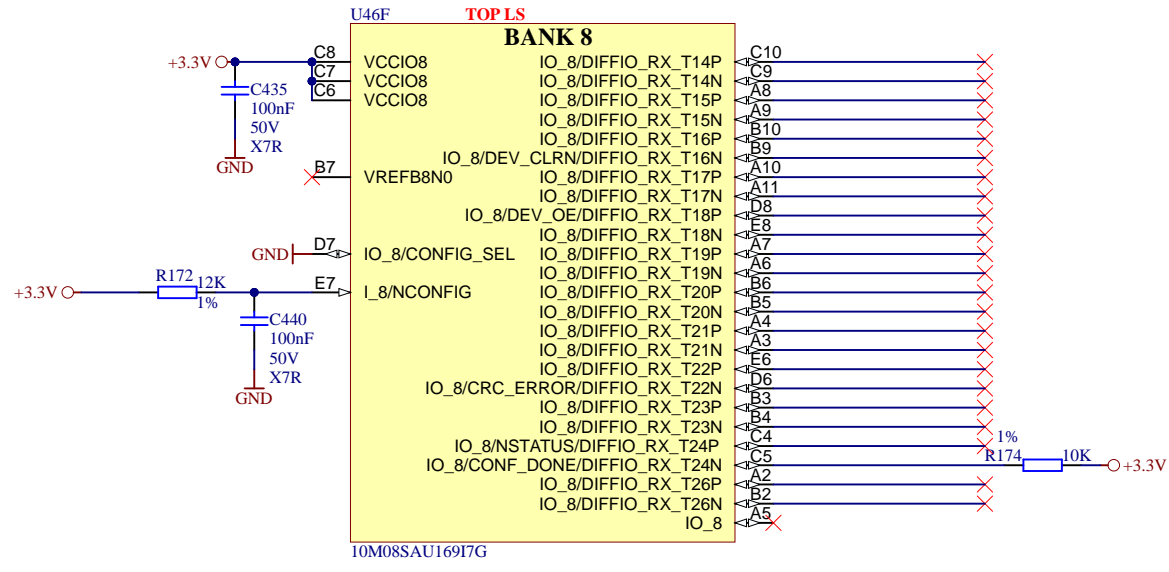 U46F
TOP LS
BANK 8
+3.3V
C8
VCCIO8
IO_8/DIFFIO_RX_T14P
C10
C7
VCCIO8
IO_8/DIFFIO_RX_T14N
C9
C435
100nF
50V
X7R
GND
C6
VCCIO8
IO_8/DIFFIO_RX_T15P
A8
IO_8/DIFFIO_RX_T15N
A9
IO_8/DIFFIO_RX_T16P
B10
IO_8/DEV_CLRN/DIFFIO_RX_T16N
B9
B7
VREFB8N0
IO_8/DIFFIO_RX_T17P
A10
IO_8/DIFFIO_RX_T17N
A11
IO_8/DEV_OE/DIFFIO_RX_T18P
D8
IO_8/DIFFIO_RX_T18N
E8
GND
D7
IO_8/CONFIG_SEL
IO_8/DIFFIO_RX_T19P
A7
IO_8/DIFFIO_RX_T19N
A6
+3.3V
R172
12K
1%
E7
I_8/NCONFIG
IO_8/DIFFIO_RX_T20P
B6
IO_8/DIFFIO_RX_T20N
B5
C440
100nF
50V
X7R
GND
IO_8/DIFFIO_RX_T21P
A4
IO_8/DIFFIO_RX_T21N
A3
IO_8/DIFFIO_RX_T22P
E6
IO_8/CRC_ERROR/DIFFIO_RX_T22N
D6
IO_8/DIFFIO_RX_T23P
B3
IO_8/DIFFIO_RX_T23N
B4
IO_8/NSTATUS/DIFFIO_RX_T24P
C4
IO_8/CONF_DONE/DIFFIO_RX_T24N
C5
1%
R174
10K
+3.3V
IO_8/DIFFIO_RX_T26P
A2
IO_8/DIFFIO_RX_T26N
B2
IO_8
A5
10M08SAU169I7G